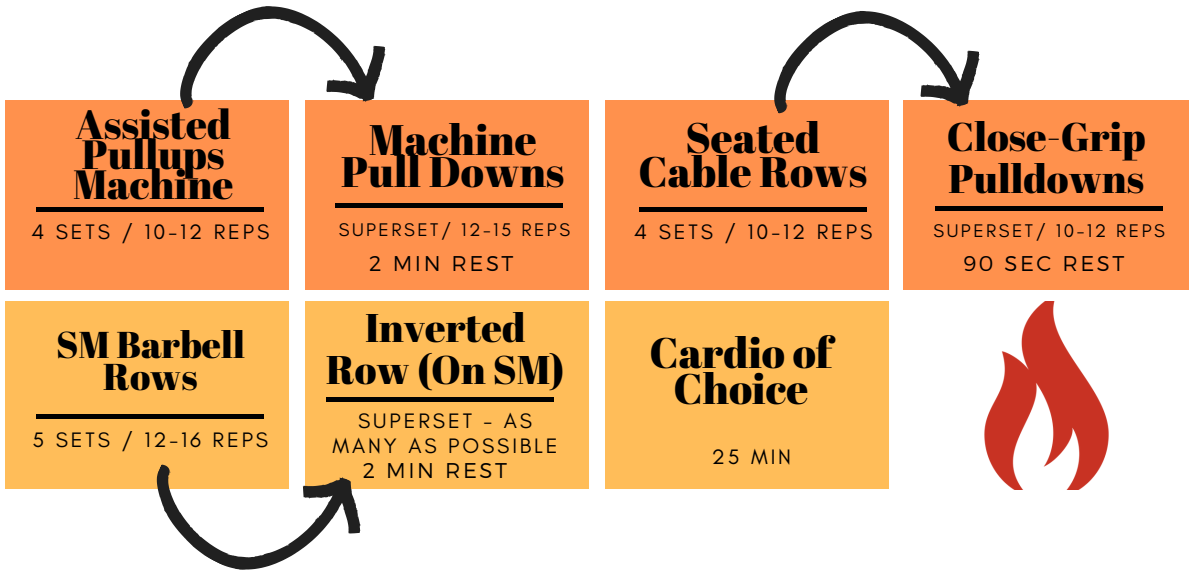 Assisted
Pullups
Machine
4 SETS / 10-12 REPS
Machine
Pull Downs
SUPERSET/ 12-15 REPS
2 MIN REST
Seated
Cable Rows
4 SETS / 10-12 REPS
Close-Grip
Pulldowns
SUPERSET/ 10-12 REPS
90 SEC REST
SM Barbell
Rows
5 SETS / 12-16 REPS
Inverted
Row (On SM)
SUPERSET - AS
MANY AS POSSIBLE
2 MIN REST
Cardio of
Choice
25 MIN